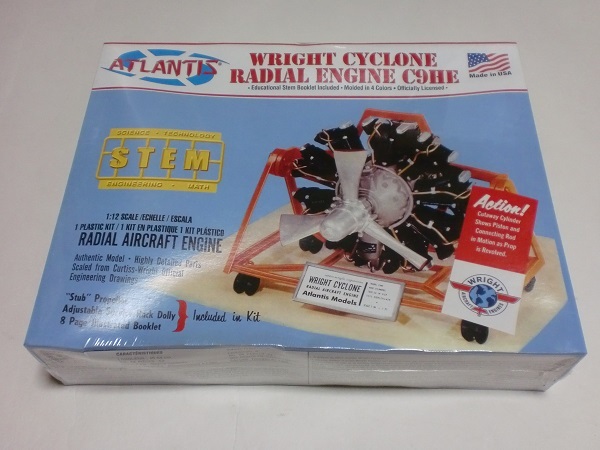 ATLANTIS
WRIGHT CYCLONE
RADIAL ENGINE C9HE
• Educational Stem Booklet Included • Molded in 4 Colors • Officially Licensed •
Made in USA
SCIENCE • TECHNOLOGY
STEM
ENGINEERING • MATH
1:12 SCALE/ECHELLE/ESCALA
1 PLASTIC KIT/1 KIT EN PLASTIQUE 1 KIT PLÁSTICO
RADIAL AIRCRAFT ENGINE
Authentic Model • Highly Detailed Parts
Scaled from Curtiss-Wright Official
Engineering Drawings
"Stub"
Adjustable Dolly
8 Page Booklet
Included in Kit
Action!
Cutaway Cylinder
Shows Piston and
Connecting Rod
in Motion as Prop
is Revolved.
WRIGHT
WRIGHT CYCLONE
RADIAL AIRCRAFT ENGINE
Atlantis Models